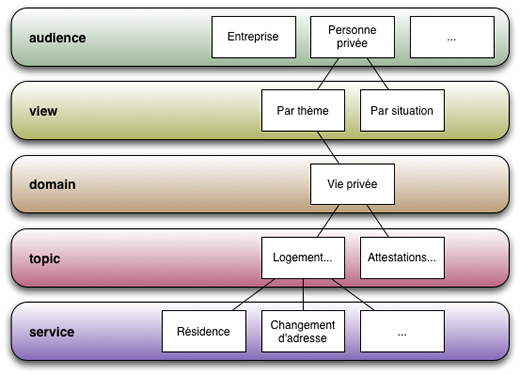 audience
Entreprise
Personne
privée
...
view
Par thème
Par situation
domain
Vie privée
topic
Logement...
Attestations...
service
Résidence
Changement
d'adresse
...